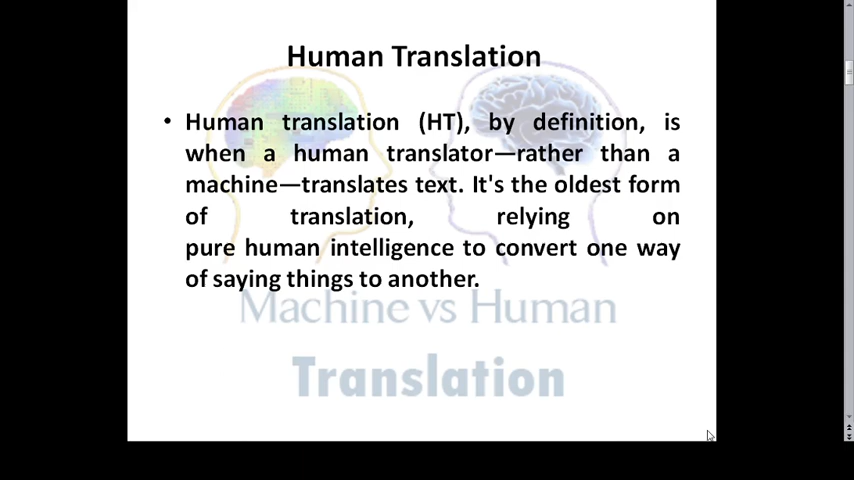 Human Translation
• Human translation (HT), by definition, is
when a human translator—rather than a
machine—translates text. It's the oldest form
of translation, relying on
pure human intelligence to convert one way
of saying things to another.
Machine vs Human
Translation